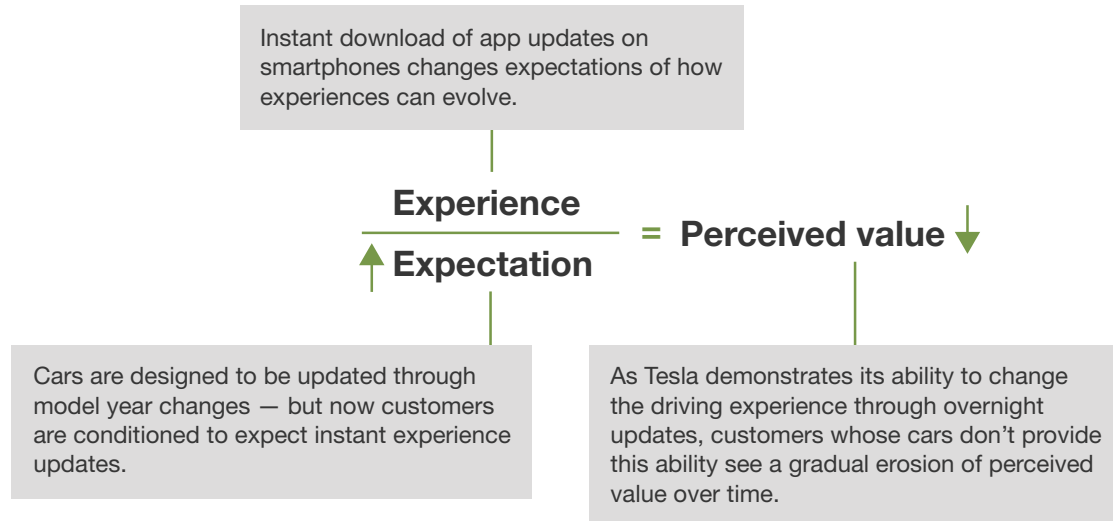 Instant download of app updates on
smartphones changes expectations of how
experiences can evolve.
Experience
Expectation
= Perceived value
Cars are designed to be updated through
model year changes — but now customers
are conditioned to expect instant experience
updates.
As Tesla demonstrates its ability to change
the driving experience through overnight
updates, customers whose cars don’t provide
this ability see a gradual erosion of perceived
value over time.